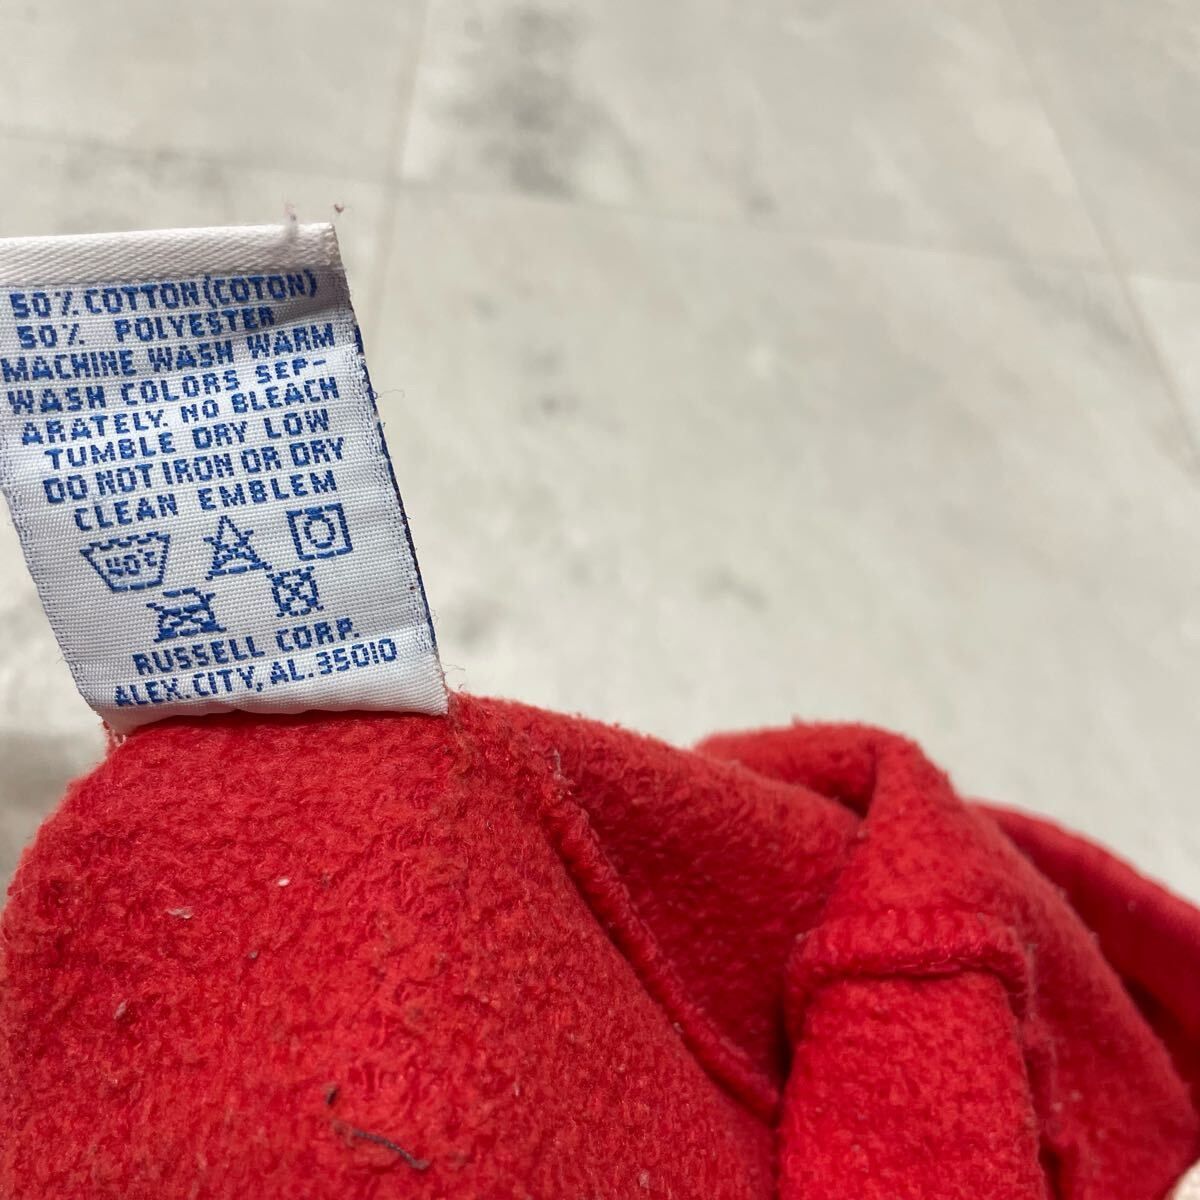 50% COTTON (COTON)
50% POLYESTER
MACHINE WASH WARM
WASH COLORS SEP-
ARATELY. NO BLEACH
TUMBLE DRY LOW
DO NOT IRON OR DRY
CLEAN EMBLEM
40°C
RUSSELL CORP.
ALEX. CITY, AL. 35010